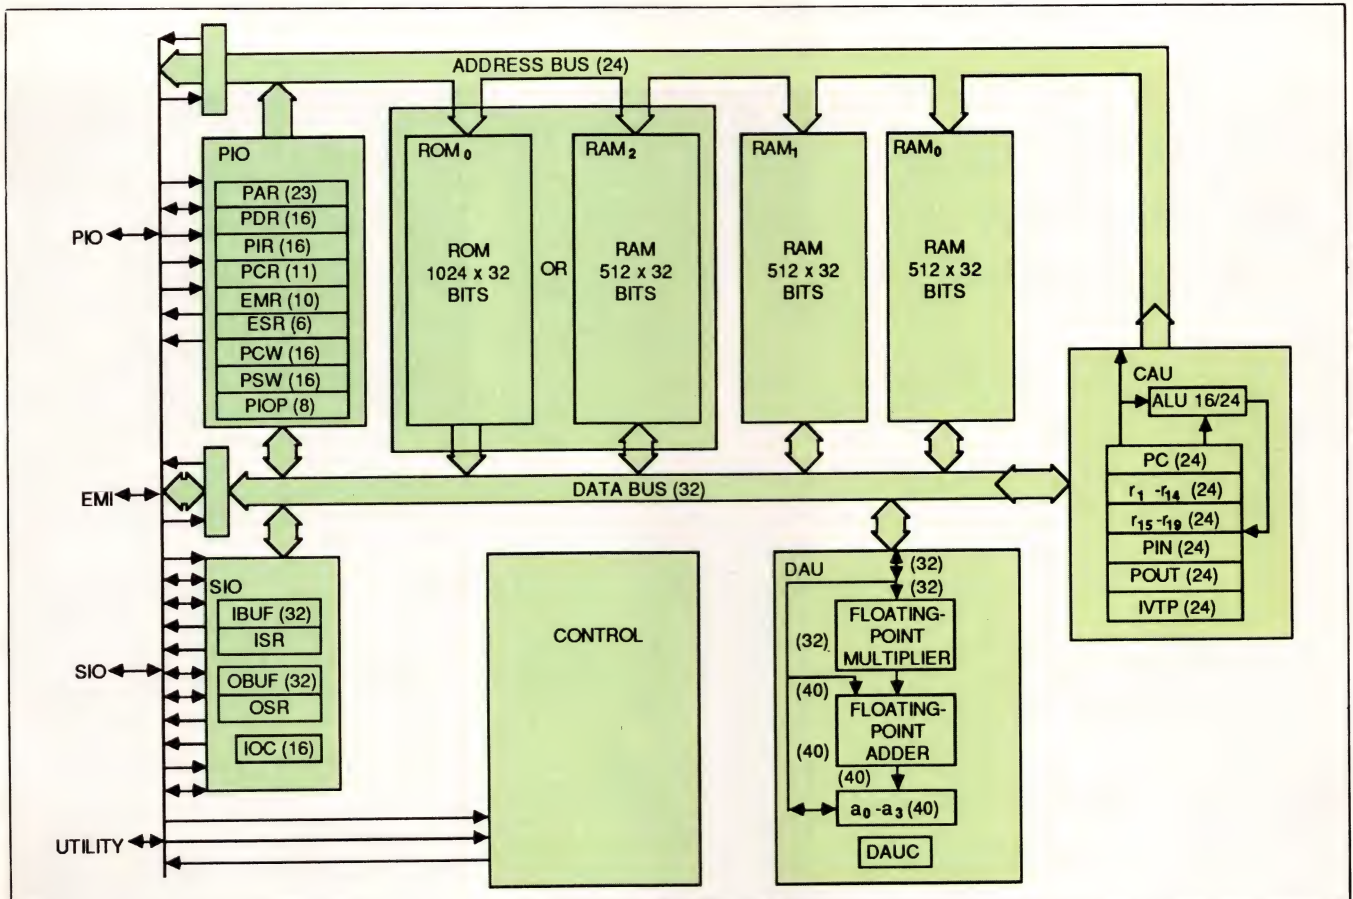 ADDRESS BUS (24)
PIO
PIO
PAR (23)
PDR (16)
PIR (16)
PCR (11)
EMR (10)
ESR (6)
PCW (16)
PSW (16)
PIOP (8)
ROM₀
ROM
1024 x 32
BITS
OR
RAM₂
RAM
512 x 32
BITS
RAM₁
RAM
512 x 32
BITS
RAM₀
RAM
512 x 32
BITS
CAU
ALU 16/24
PC (24)
r₁ -r₁₄ (24)
r₁₅-r₁₉ (24)
PIN (24)
POUT (24)
IVTP (24)
EMI
DATA BUS (32)
SIO
SIO
IBUF (32)
ISR
OBUF (32)
OSR
IOC (16)
CONTROL
DAU
(32)
(32)
FLOATING-
POINT
MULTIPLIER
(32)
(40)
FLOATING-
POINT
ADDER
(40)
(40)
a₀ -a₃ (40)
DAUC
UTILITY